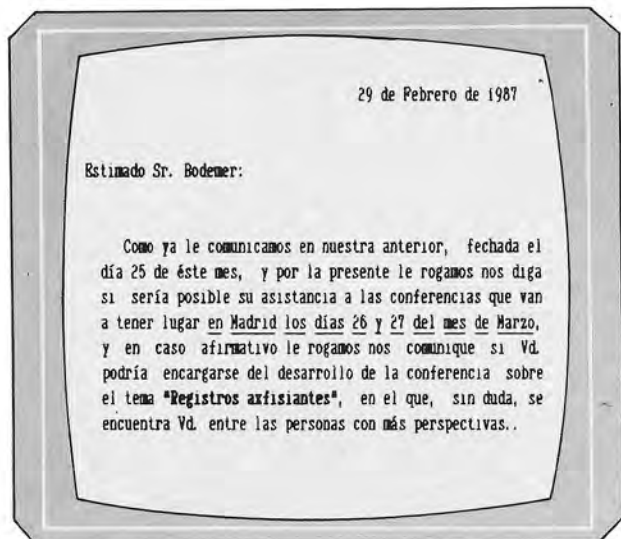 29 de Febrero de 1987
Estimado Sr. Bodemer:
Como ya le comunicamos en nuestra anterior, fechada el
día 25 de éste mes, y por la presente le rogamos nos diga
si sería posible su asistancia a las conferencias que van
a tener lugar en Madrid los días 26 y 27 del mes de Marzo,
y en caso afirmativo le rogamos nos comunique si Vd.
podría encargarse del desarrollo de la conferencia sobre
el tema "Registros axfisiantes", en el que, sin duda, se
encuentra Vd. entre las personas con más perspectivas..